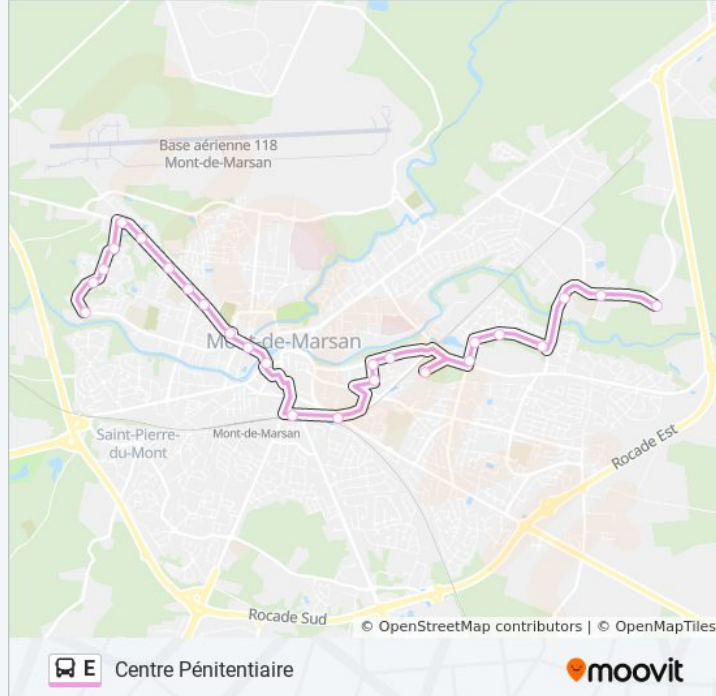 Base aérienne 118
Mont-de-Marsan
Mont-de-Marsan
Saint-Pierre-
du-Mont
Mont-de-Marsan
Rocade Est
Rocade Sud
© OpenStreetMap contributors | © OpenMapTiles
E Centre Pénitentiaire
moovit